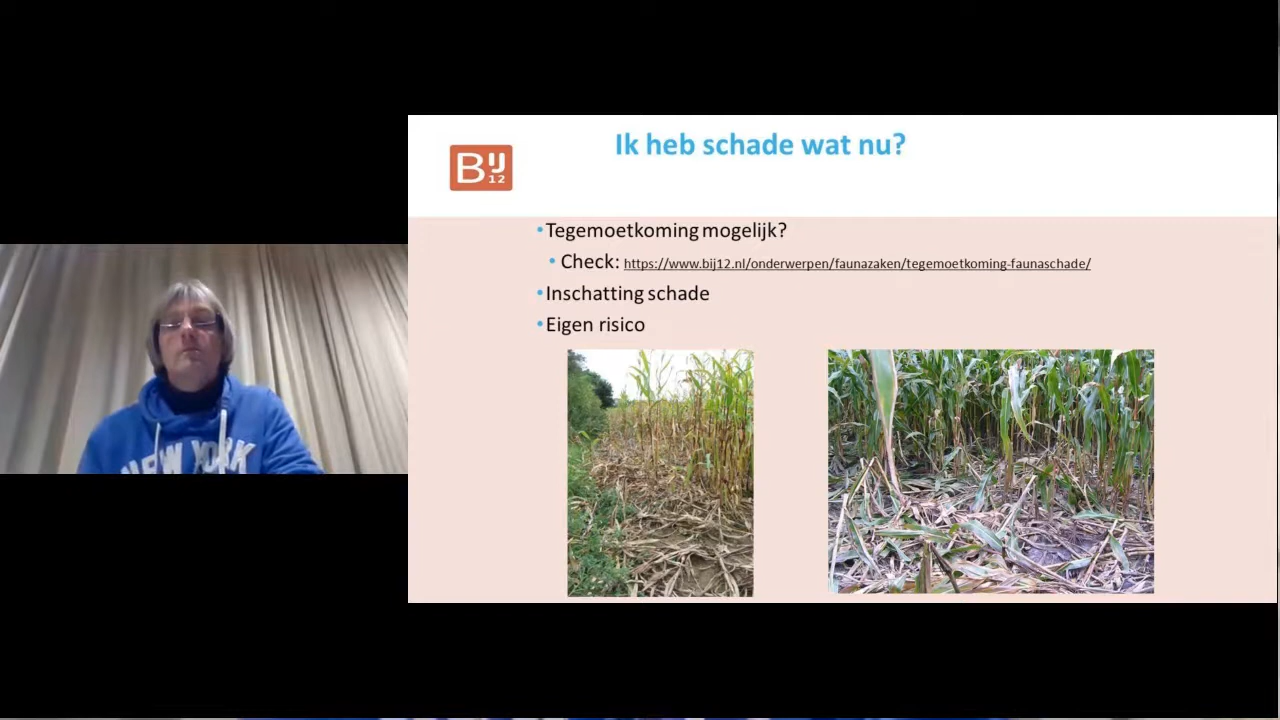 Ik heb schade wat nu?
BIJ
12
•Tegemoetkoming mogelijk?
• Check: https://www.bij12.nl/onderwerpen/faunazaken/tegemoetkoming-faunaschade/
•Inschatting schade
•Eigen risico
NEW YORK